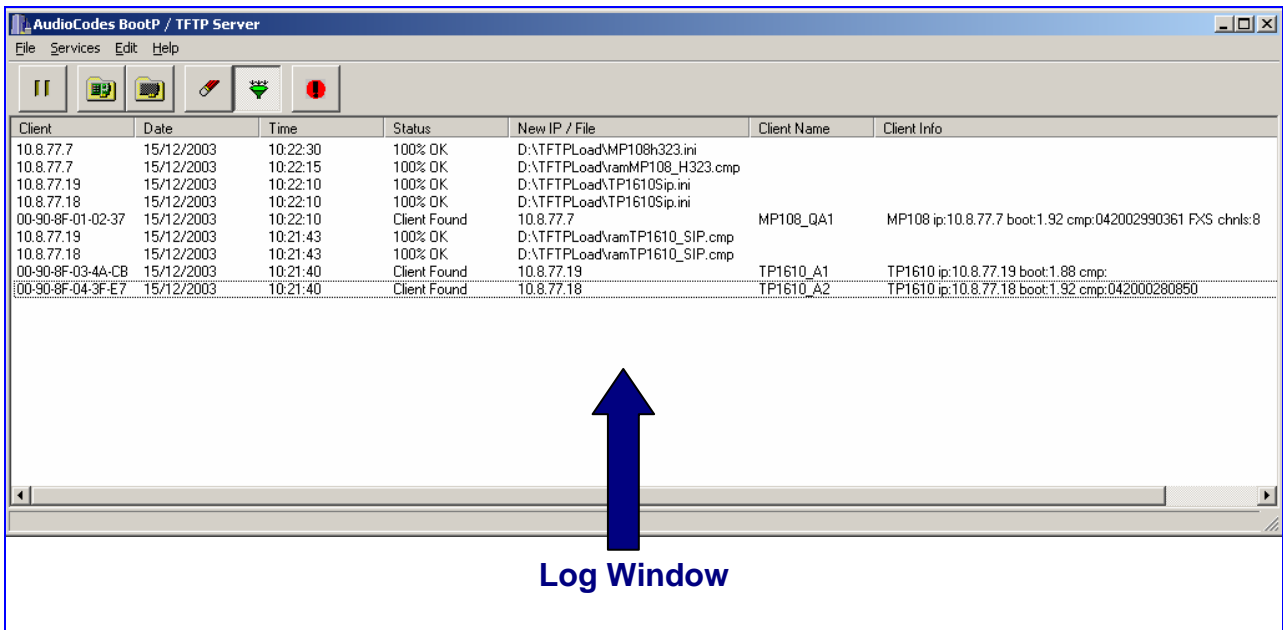 AudioCodes BootP / TFTP Server
File Services Edit Help
Client Date Time Status New IP / File Client Name Client Info
10.8.77.7 15/12/2003 10:22:30 100% OK D:\TFTPLoad\MP108h323.ini
10.8.77.7 15/12/2003 10:22:15 100% OK D:\TFTPLoad\ramMP108_H323.cmp
10.8.77.19 15/12/2003 10:22:10 100% OK D:\TFTPLoad\TP1610Sip.ini
10.8.77.18 15/12/2003 10:22:10 100% OK D:\TFTPLoad\TP1610Sip.ini
00-90-8F-01-02-37 15/12/2003 10:22:10 Client Found 10.8.77.7 MP108_QA1 MP108 ip:10.8.77.7 boot:1.92 cmp:042002990361 FXS chnls:8
10.8.77.19 15/12/2003 10:21:43 100% OK D:\TFTPLoad\ramTP1610_SIP.cmp
10.8.77.18 15/12/2003 10:21:43 100% OK D:\TFTPLoad\ramTP1610_SIP.cmp
00-90-8F-03-4A-CB 15/12/2003 10:21:40 Client Found 10.8.77.19 TP1610_A1 TP1610 ip:10.8.77.19 boot:1.88 cmp:
00-90-8F-04-3F-E7 15/12/2003 10:21:40 Client Found 10.8.77.18 TP1610_A2 TP1610 ip:10.8.77.18 boot:1.92 cmp:042000280850
Log Window